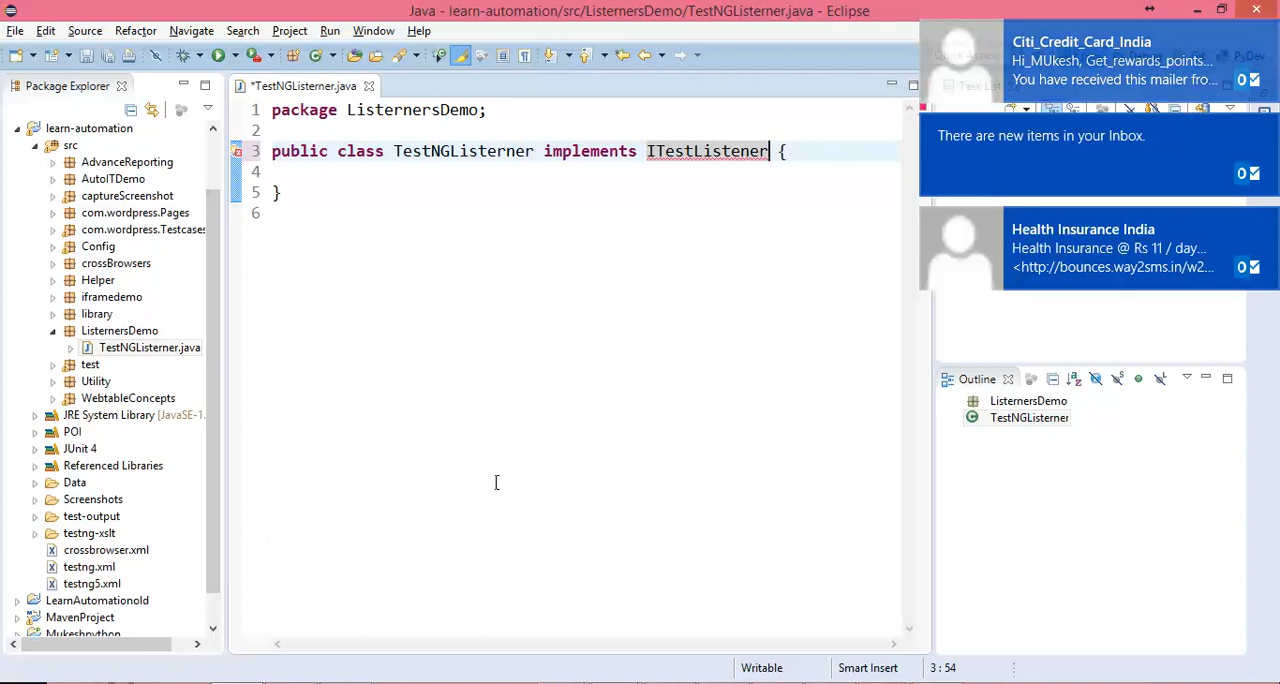 Java - learn-automation/src/ListernersDemo/TestNGListerner.java - Eclipse
File Edit Source Refactor Navigate Search Project Run Window Help
Package Explorer
learn-automation
src
AdvanceReporting
AutoITDemo
captureScreenshot
com.wordpress.Pages
com.wordpress.Testcases
Config
crossBrowsers
Helper
iframedemo
library
ListernersDemo
TestNGListerner.java
test
Utility
WebtableConcepts
JRE System Library [JavaSE-1.
POI
JUnit 4
Referenced Libraries
Data
Screenshots
test-output
testng-xslt
crossbrowser.xml
testng.xml
testng5.xml
LearnAutomationold
MavenProject
Mukeshpython
*TestNGListerner.java
1 package ListernersDemo;
2
3 public class TestNGListerner implements ITestListener {
4
5 }
6
Citi_Credit_Card_India
Hi_MUkesh, Get_rewards_points...
You have received this mailer fro...
There are new items in your Inbox.
Health Insurance India
Health Insurance @ Rs 11 / day...
<http://bounces.way2sms.in/w2...
PyDev
Task List
Outline
ListernersDemo
TestNGListerner
Writable
Smart Insert
3 : 54